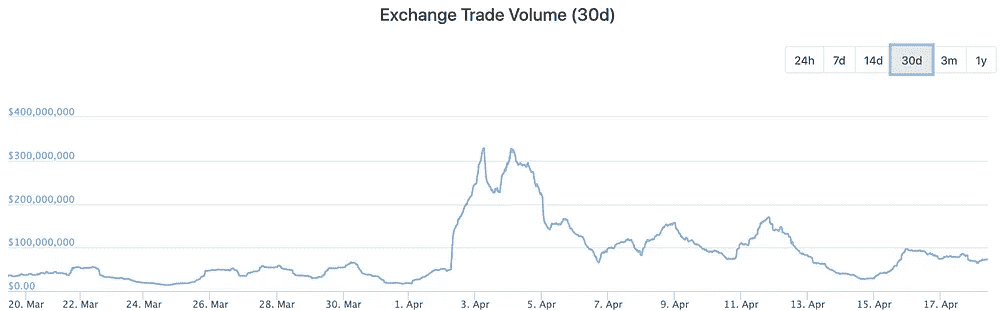 Exchange Trade Volume (30d)
24h 7d 14d 30d 3m 1y
$400,000,000
$300,000,000
$200,000,000
$100,000,000
$0.00
20. Mar 22. Mar 24. Mar 26. Mar 28. Mar 30. Mar 1. Apr 3. Apr 5. Apr 7. Apr 9. Apr 11. Apr 13. Apr 15. Apr 17. Apr